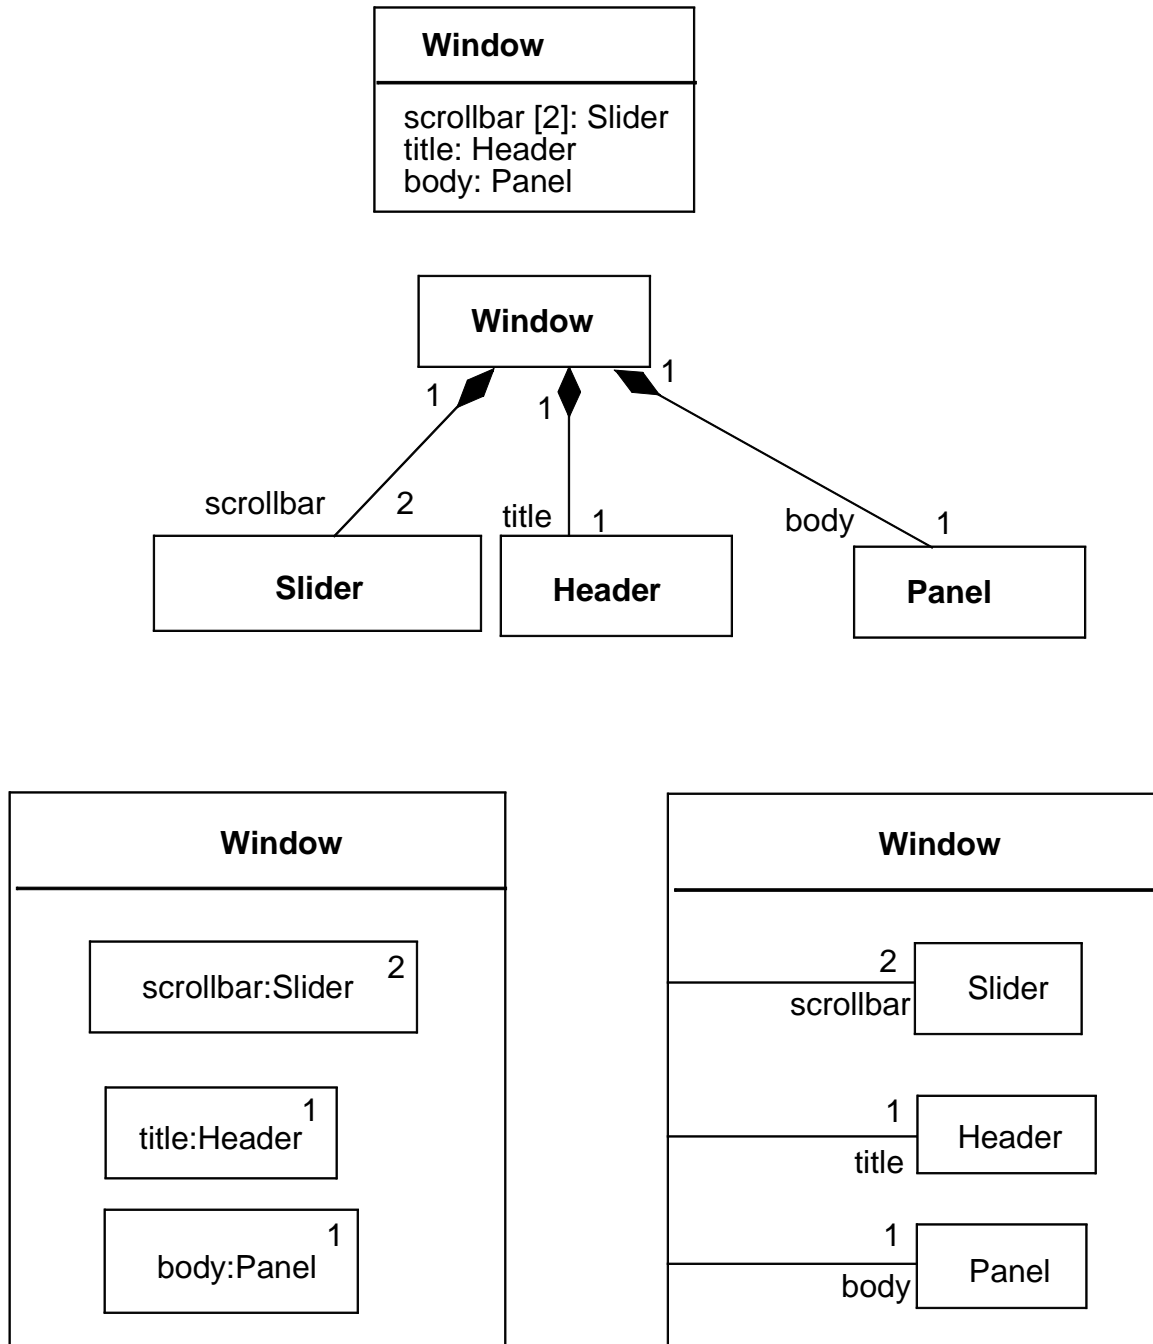 Window
scrollbar [2]: Slider
title: Header
body: Panel
Window
1
1
1
scrollbar
2
title
1
body
1
Slider
Header
Panel
Window
scrollbar:Slider
2
title:Header
1
body:Panel
1
Window
2
scrollbar
Slider
1
title
Header
1
body
Panel